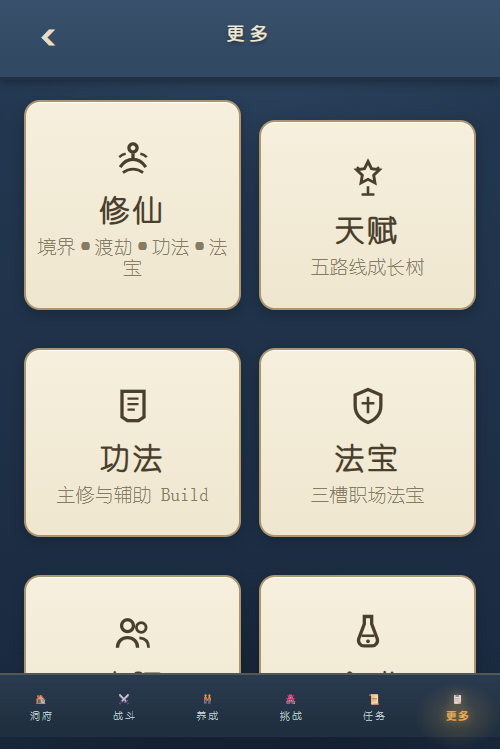 更多
修仙
境界●渡劫●功法●法
宝
天赋
五路线成长树
功法
主修与辅助 Build
法宝
三槽职场法宝
洞府
战斗
养成
挑战
任务
更多